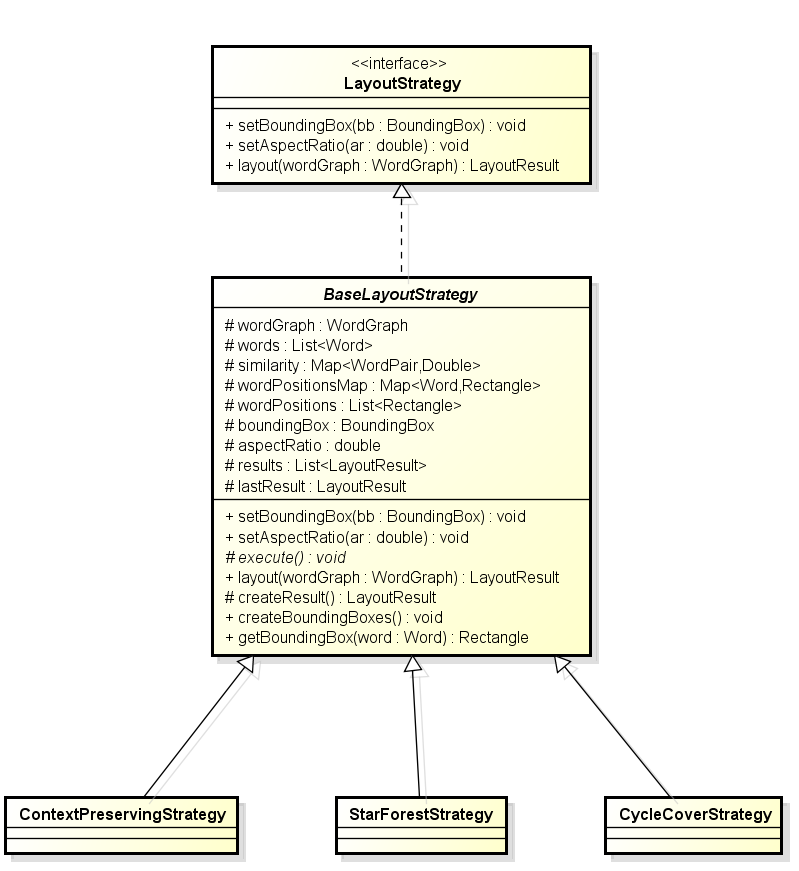 <<interface>>
LayoutStrategy
+ setBoundingBox(bb : BoundingBox) : void
+ setAspectRatio(ar : double) : void
+ layout(wordGraph : WordGraph) : LayoutResult
BaseLayoutStrategy
# wordGraph : WordGraph
# words : List<Word>
# similarity : Map<WordPair,Double>
# wordPositionsMap : Map<Word,Rectangle>
# wordPositions : List<Rectangle>
# boundingBox : BoundingBox
# aspectRatio : double
# results : List<LayoutResult>
# lastResult : LayoutResult
+ setBoundingBox(bb : BoundingBox) : void
+ setAspectRatio(ar : double) : void
# execute() : void
+ layout(wordGraph : WordGraph) : LayoutResult
# createResult() : LayoutResult
+ createBoundingBoxes() : void
+ getBoundingBox(word : Word) : Rectangle
ContextPreservingStrategy
StarForestStrategy
CycleCoverStrategy